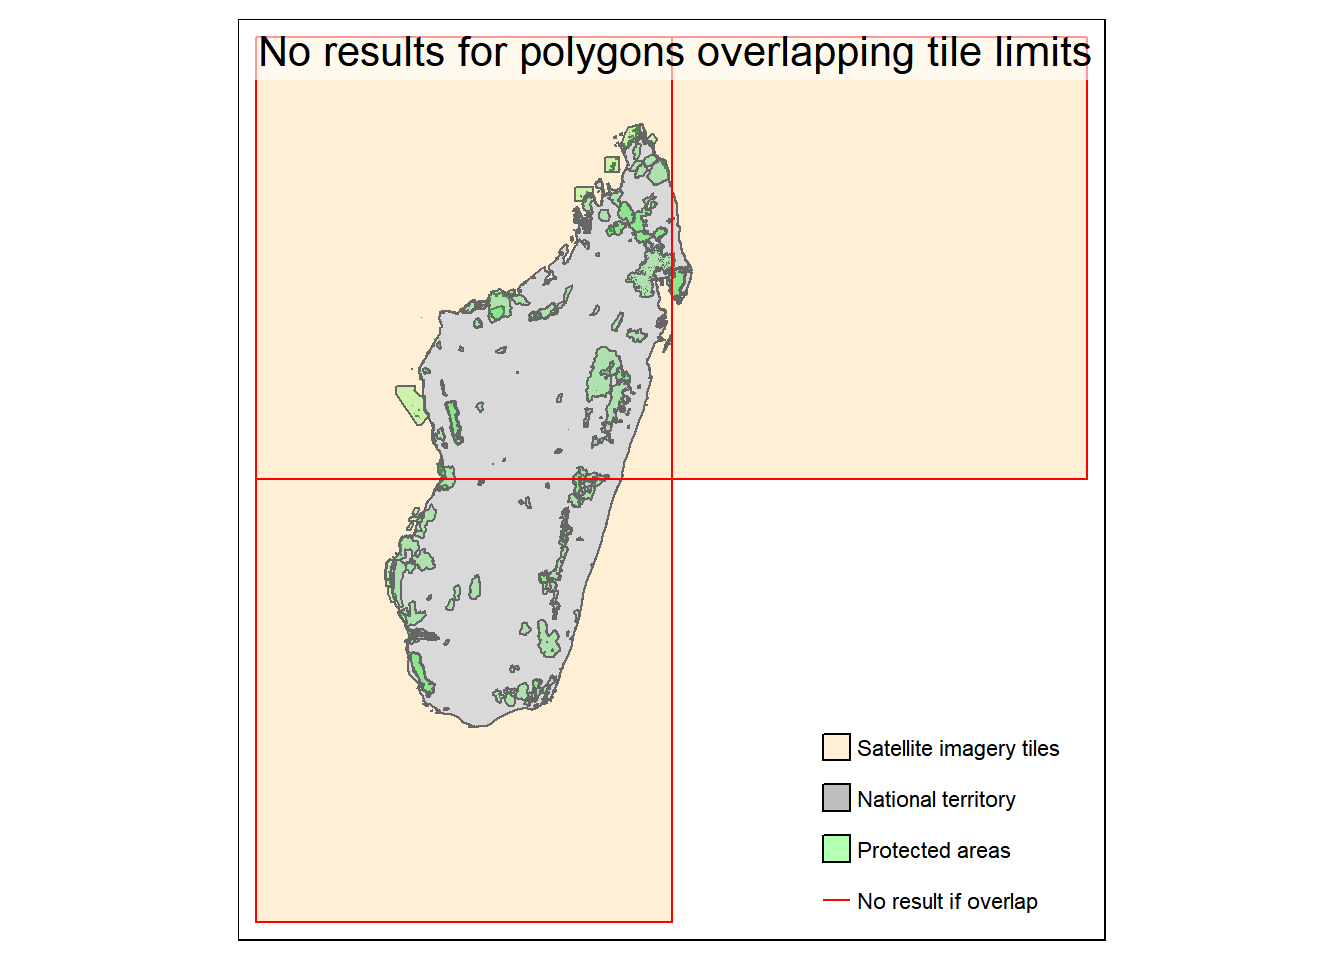 No results for polygons overlapping tile limits
Satellite imagery tiles
National territory
Protected areas
No result if overlap